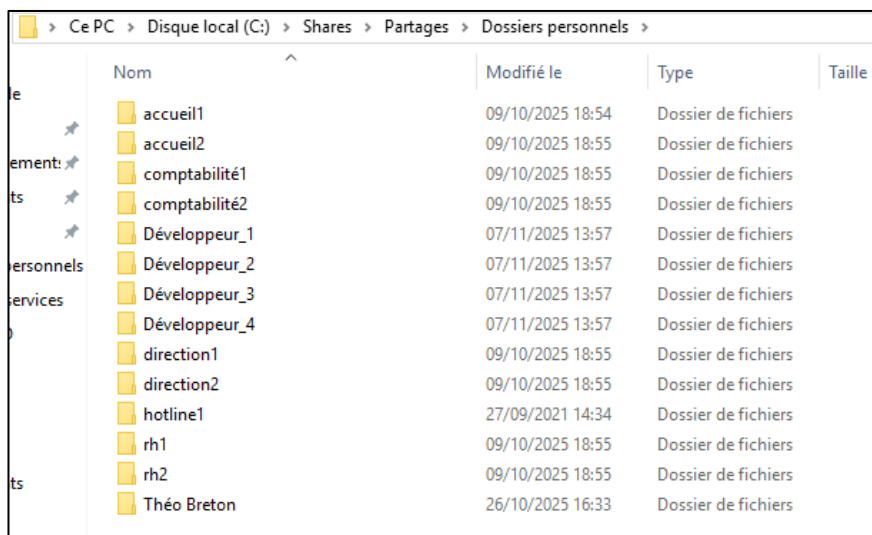 Ce PC > Disque local (C:) > Shares > Partages > Dossiers personnels >
Nom Modifié le Type Taille
accueil1 09/10/2025 18:54 Dossier de fichiers
accueil2 09/10/2025 18:55 Dossier de fichiers
comptabilité1 09/10/2025 18:55 Dossier de fichiers
comptabilité2 09/10/2025 18:55 Dossier de fichiers
Développeur_1 07/11/2025 13:57 Dossier de fichiers
personnels Développeur_2 07/11/2025 13:57 Dossier de fichiers
services Développeur_3 07/11/2025 13:57 Dossier de fichiers
Développeur_4 07/11/2025 13:57 Dossier de fichiers
direction1 09/10/2025 18:55 Dossier de fichiers
direction2 09/10/2025 18:55 Dossier de fichiers
hotline1 27/09/2021 14:34 Dossier de fichiers
rh1 09/10/2025 18:55 Dossier de fichiers
rh2 09/10/2025 18:55 Dossier de fichiers
Théo Breton 26/10/2025 16:33 Dossier de fichiers